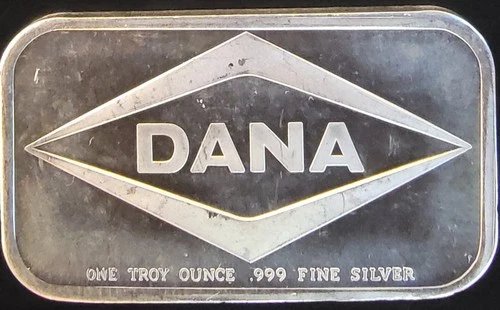 DANA
ONE TROY OUNCE .999 FINE SILVER